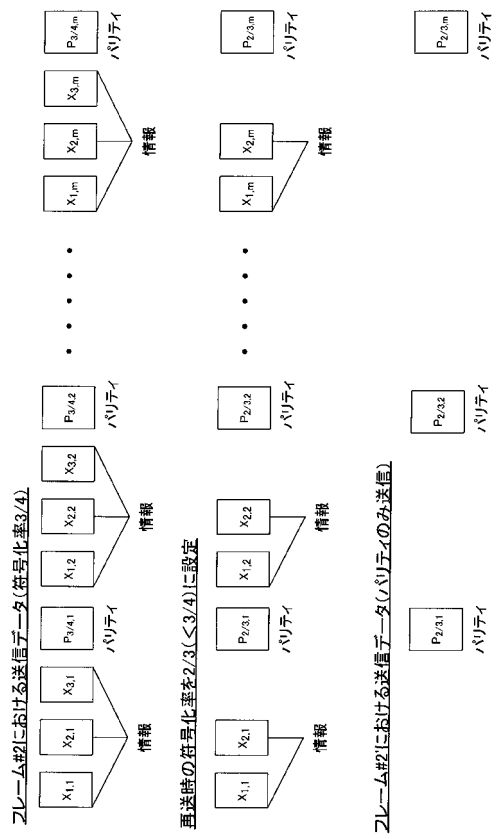 フレーム#2における送信データ(符号化率3/4)
X1,1 X2,1 X3,1 P3/4,1 X1,2 X2,2 X3,2 P3/4,2 X1,m X2,m X3,m P3/4,m
情報 パリティ 情報 パリティ 情報 パリティ
再送時の符号化率を2/3(<3/4)に設定
X1,1 X2,1 P2/3,1 X1,2 X2,2 P2/3,2 X1,m X2,m P2/3,m
情報 パリティ 情報 パリティ 情報 パリティ
フレーム#2'における送信データ(パリティのみ送信)
P2/3,1 P2/3,2 P2/3,m
パリティ パリティ パリティ